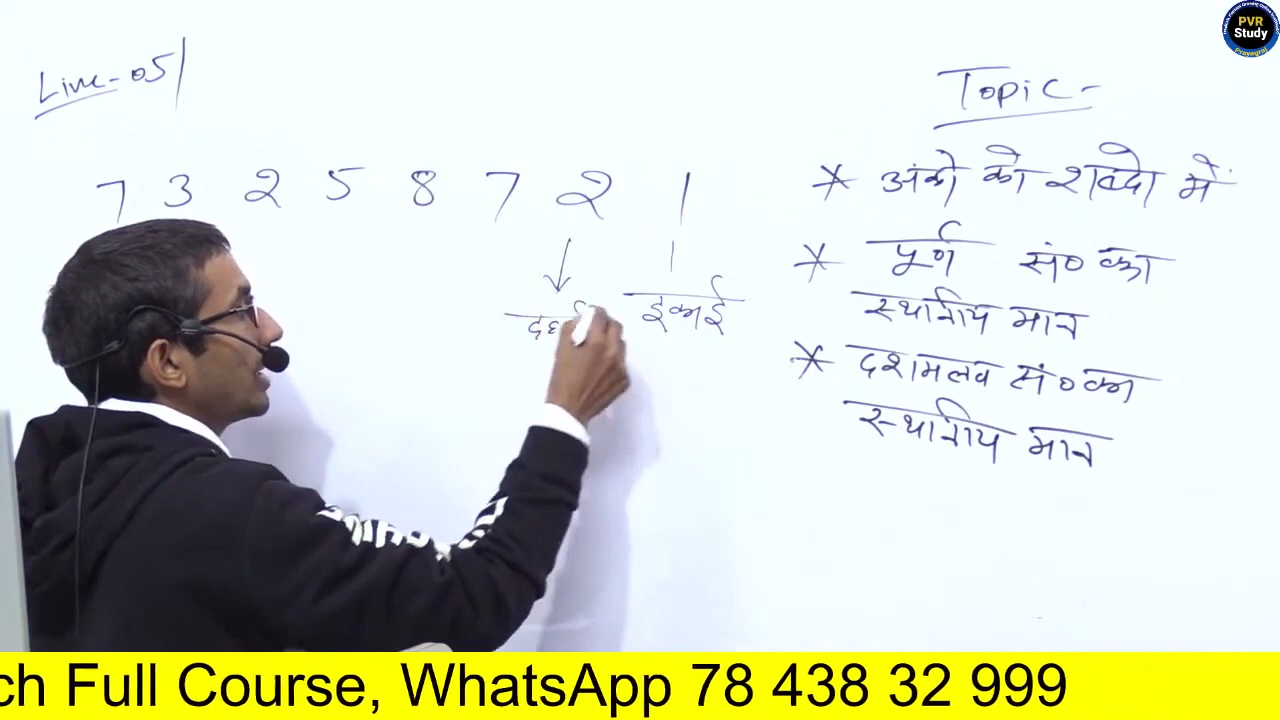 Live-05
Topic-
7 3 2 5 8 7 2 1
* अंको को शब्दो में
* पूर्ण सं० का
स्थानीय मान
* दशमलव सं० का
स्थानीय मान
इकाई
ch Full Course, WhatsApp 78 438 32 999
PVR
Study
Prayagraj